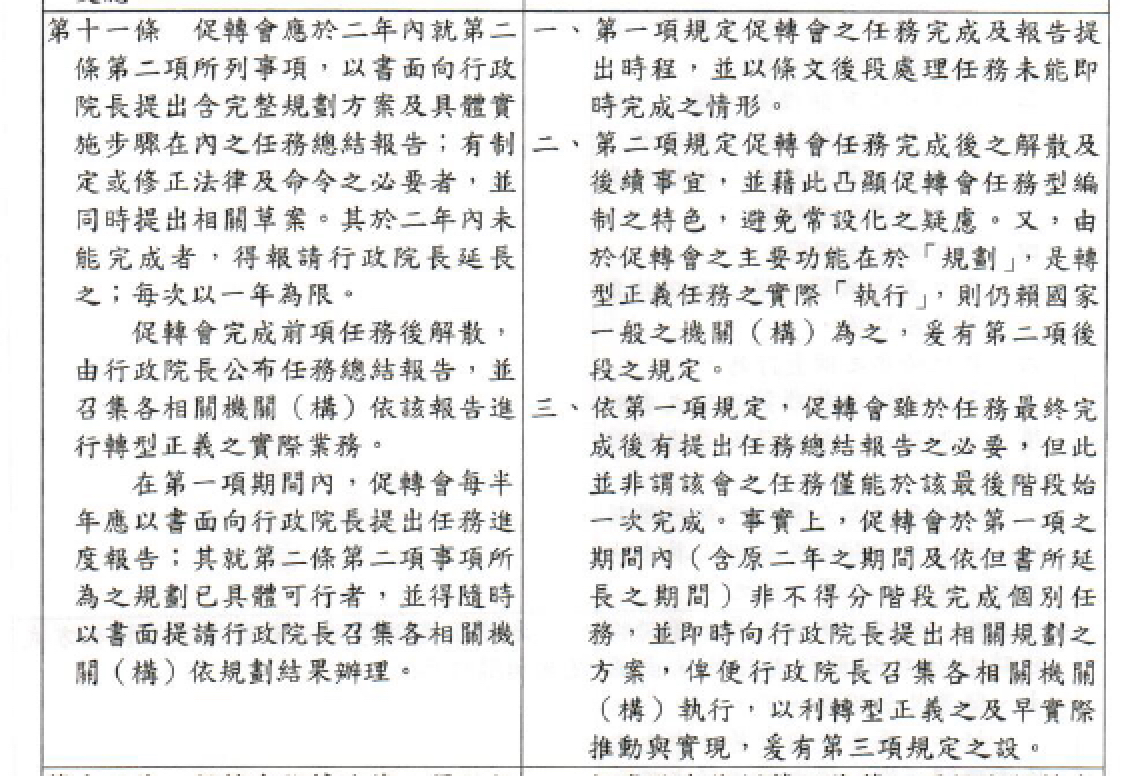 第十一條　促轉會應於二年內就第二
條第二項所列事項，以書面向行政
院長提出含完整規劃方案及具體實
施步驟在內之任務總結報告；有制
定或修正法律及命令之必要者，並
同時提出相關草案。其於二年內未
能完成者，得報請行政院長延長
之；每次以一年為限。
促轉會完成前項任務後解散，
由行政院長公布任務總結報告，並
召集各相關機關（構）依該報告進
行轉型正義之實際業務。
在第一項期間內，促轉會每半
年應以書面向行政院長提出任務進
度報告；其就第二條第二項事項所
為之規劃已具體可行者，並得隨時
以書面提請行政院長召集各相關機
關（構）依規劃結果辦理。
一、第一項規定促轉會之任務完成及報告提
出時程，並以條文後段處理任務未能即
時完成之情形。
二、第二項規定促轉會任務完成後之解散及
後續事宜，並藉此凸顯促轉會任務型編
制之特色，避免常設化之疑慮。又，由
於促轉會之主要功能在於「規劃」，是轉
型正義任務之實際「執行」，則仍賴國家
一般之機關（構）為之，爰有第二項後
段之規定。
三、依第一項規定，促轉會雖於任務最終完
成後有提出任務總結報告之必要，但此
並非謂該會之任務僅能於該最後階段始
一次完成。事實上，促轉會於第一項之
期間內（含原二年之期間及依但書所延
長之期間）非不得分階段完成個別任
務，並即時向行政院長提出相關規劃之
方案，俾便行政院長召集各相關機關
（構）執行，以利轉型正義之及早實際
推動與實現，爰有第三項規定之設。